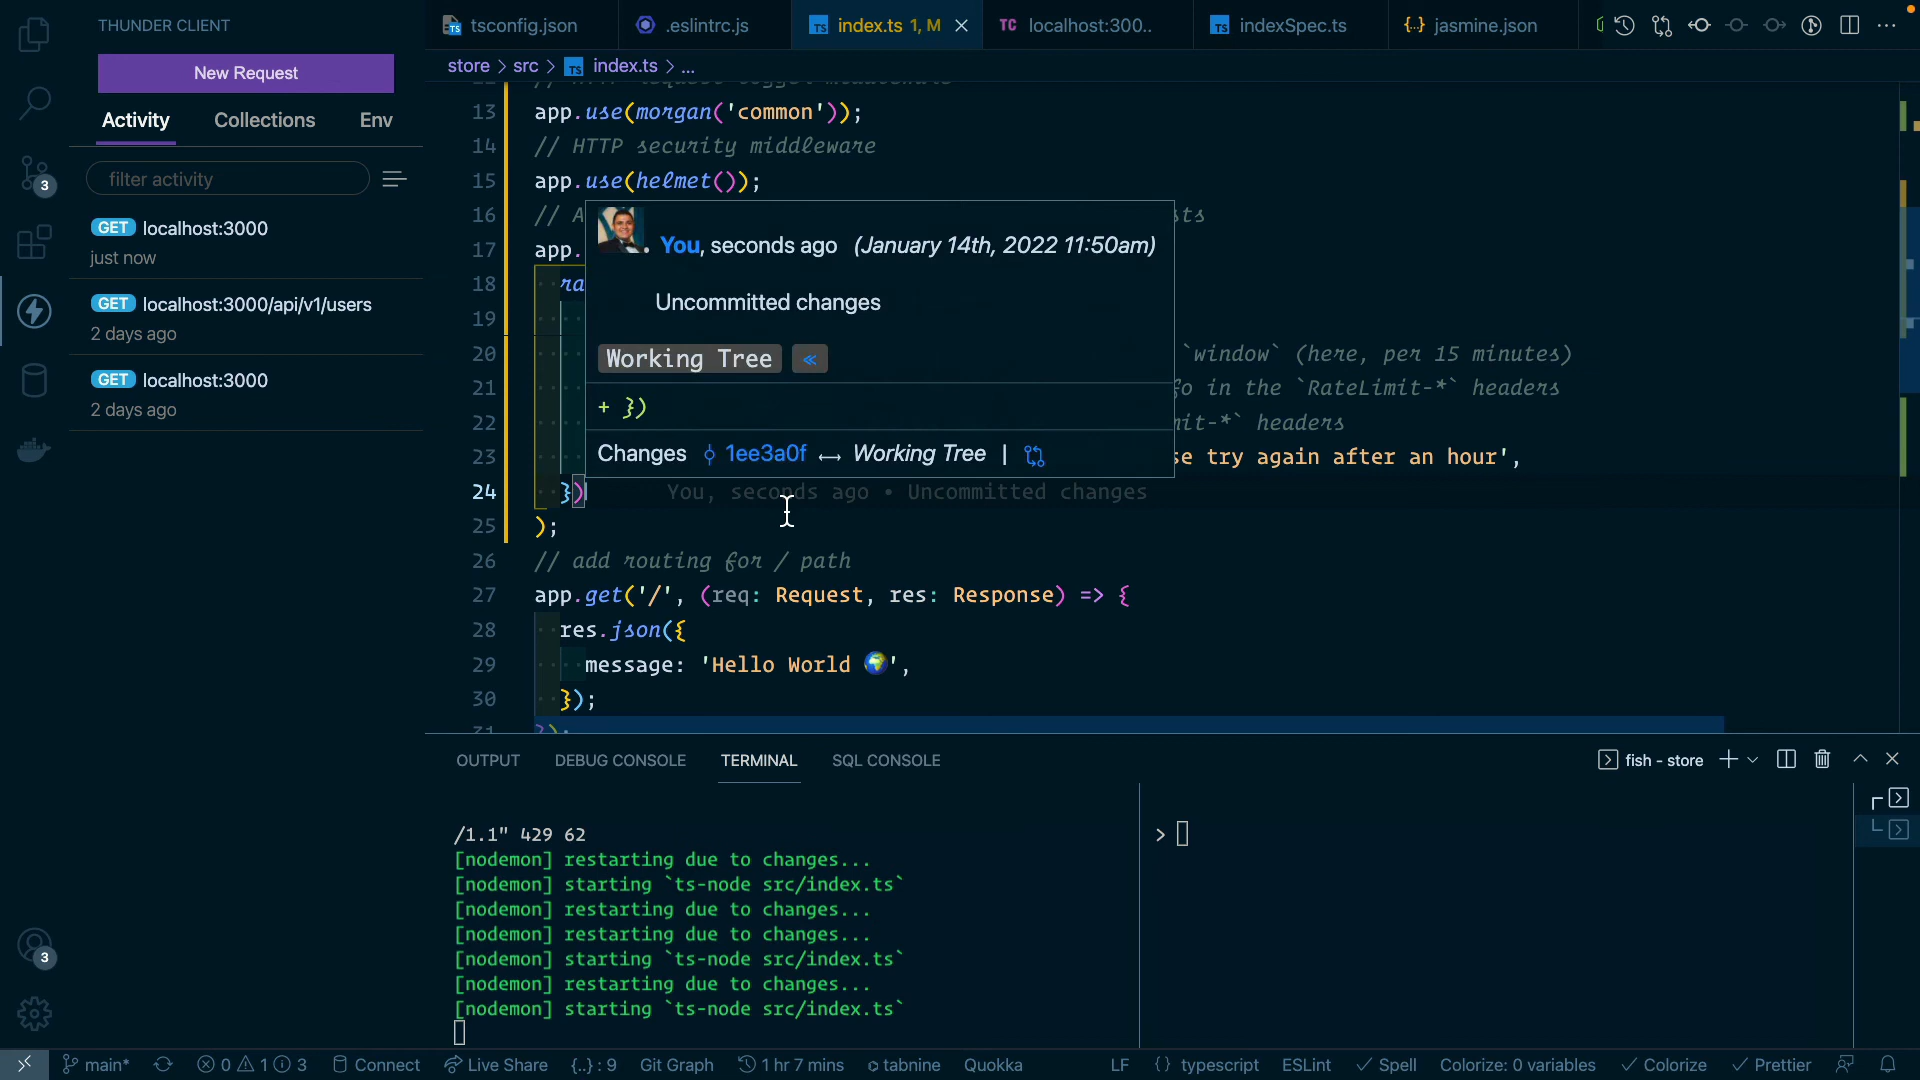 THUNDER CLIENT
New Request
Activity Collections Env
filter activity
GET localhost:3000
just now
GET localhost:3000/api/v1/users
2 days ago
GET localhost:3000
2 days ago
3
3
tsconfig.json
.eslintrc.js
index.ts 1, M
TC localhost:300..
indexSpec.ts
jasmine.json
store > src > TS index.ts > ...
13 app.use(morgan('common'));
14 // HTTP security middleware
15 app.use(helmet());
16 // A
sts
17 app.
18 ra
19
20 `window` (here, per 15 minutes)
21 fo in the `RateLimit-*` headers
22 mit-*` headers
23 se try again after an hour',
24 }) You, seconds ago • Uncommitted changes
25 );
26 // add routing for / path
27 app.get('/', (req: Request, res: Response) => {
28 res.json({
29 message: 'Hello World 🌍',
30 });
31 });
You, seconds ago (January 14th, 2022 11:50am)
Uncommitted changes
Working Tree «
+ })
Changes 1ee3a0f ↔ Working Tree |
OUTPUT DEBUG CONSOLE TERMINAL SQL CONSOLE
fish - store
/1.1" 429 62
[nodemon] restarting due to changes...
[nodemon] starting `ts-node src/index.ts`
[nodemon] restarting due to changes...
[nodemon] restarting due to changes...
[nodemon] starting `ts-node src/index.ts`
[nodemon] restarting due to changes...
[nodemon] starting `ts-node src/index.ts`
>
main* 0 1 3 Connect Live Share {..} : 9 Git Graph 1 hr 7 mins tabnine Quokka LF {} typescript ESLint Spell Colorize: 0 variables Colorize Prettier